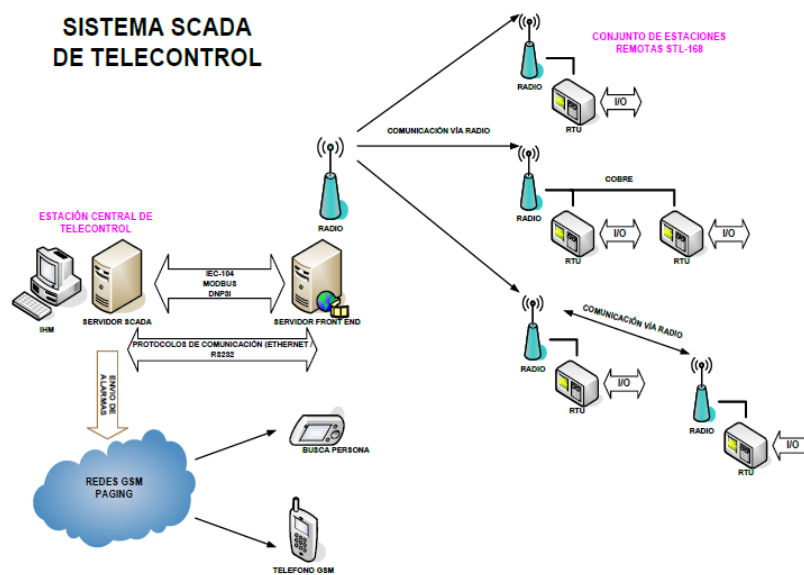 SISTEMA SCADA
DE TELECONTROL
CONJUNTO DE ESTACIONES
REMOTAS STL-168
RADIO
I/O
RTU
COMUNICACIÓN VÍA RADIO
RADIO
COBRE
RADIO
I/O
I/O
RTU
RTU
ESTACIÓN CENTRAL DE
TELECONTROL
IEC-104
MODBUS
DNP3I
IHM
SERVIDOR SCADA
SERVIDOR FRONT END
PROTOCOLOS DE COMUNICACIÓN (ETHERNET /
RS232
COMUNICACIÓN VÍA RADIO
RADIO
I/O
RTU
RADIO
I/O
RTU
ENVIO DE
ALARMAS
REDES GSM
PAGING
BUSCA PERSONA
TELEFONO GSM